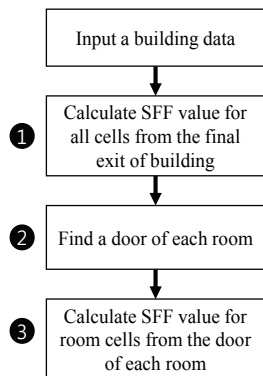 Input a building data
❶
Calculate SFF value for
all cells from the final
exit of building
❷
Find a door of each room
❸
Calculate SFF value for
room cells from the door
of each room